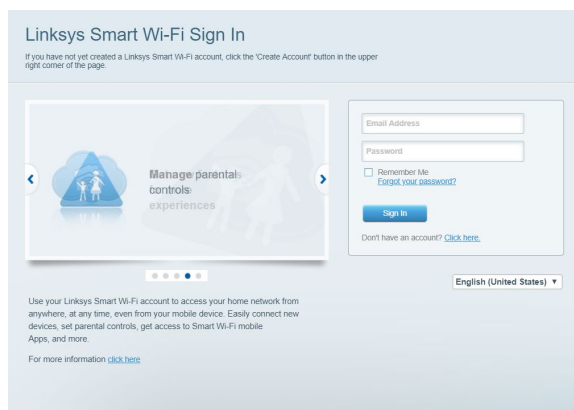 Linksys Smart Wi-Fi Sign In
If you have not yet created a Linksys Smart Wi-Fi account, click the 'Create Account' button in the upper
right corner of the page.
Manage parental
controls
experiences
Email Address
Password
Remember Me
Forgot your password?
Sign In
Don't have an account? Click here.
English (United States) ▼
Use your Linksys Smart Wi-Fi account to access your home network from
anywhere, at any time, even from your mobile device. Easily connect new
devices, set parental controls, get access to Smart Wi-Fi mobile
Apps, and more.
For more information click here